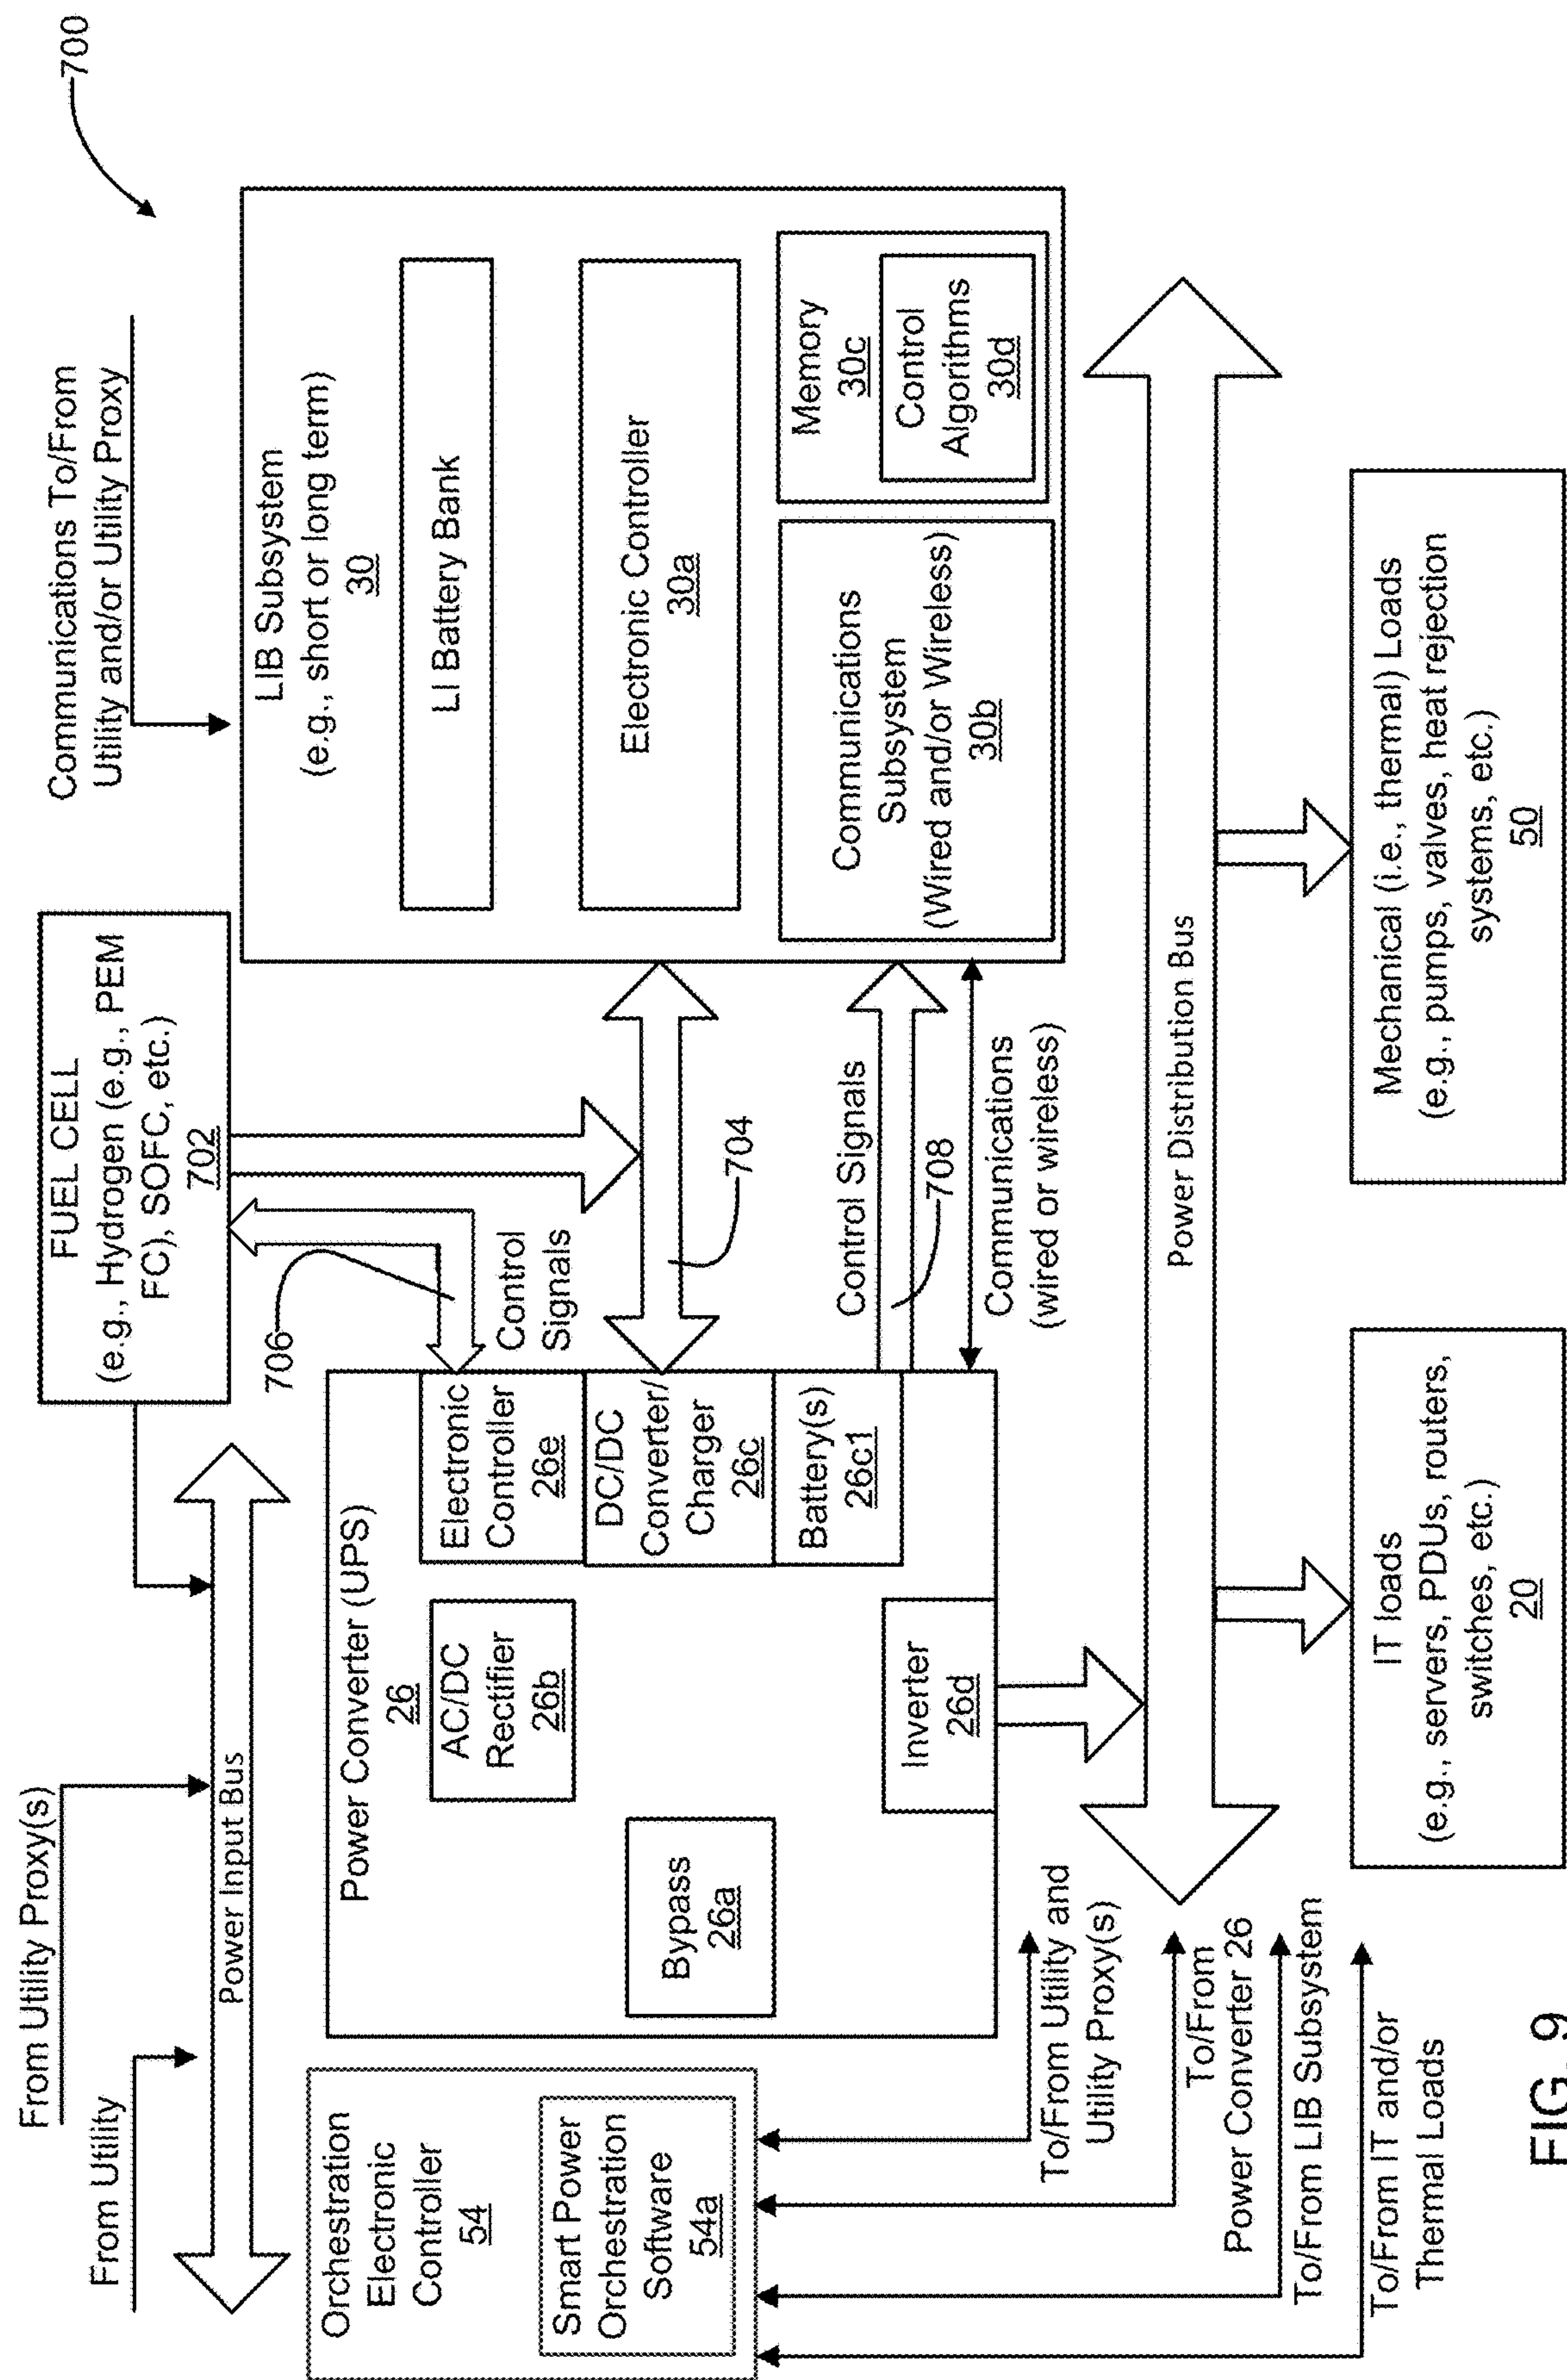 700
From Utility Proxy(s)
From Utility
Power Input Bus
FUEL CELL
(e.g., Hydrogen (e.g., PEM
FC), SOFC, etc.)
702
Communications To/From
Utility and/or Utility Proxy
706
Control
Signals
704
Control Signals
708
Communications
(wired or wireless)
Orchestration
Electronic
Controller
54
Smart Power
Orchestration
Software
54a
Power Converter (UPS)
26
AC/DC
Rectifier
26b
Bypass
26a
Electronic
Controller
26e
DC/DC
Converter/
Charger
26c
Battery(s)
26c1
Inverter
26d
LIB Subsystem
(e.g., short or long term)
30
LI Battery Bank
Electronic Controller
30a
Communications
Subsystem
(Wired and/or Wireless)
30b
Memory
30c
Control
Algorithms
30d
To/From Utility and
Utility Proxy(s)
To/From
Power Converter 26
To/From LIB Subsystem
To/From IT and/or
Thermal Loads
Power Distribution Bus
IT loads
(e.g., servers, PDUs, routers,
switches, etc.)
20
Mechanical (i.e., thermal) Loads
(e.g., pumps, valves, heat rejection
systems, etc.)
50
FIG. 9